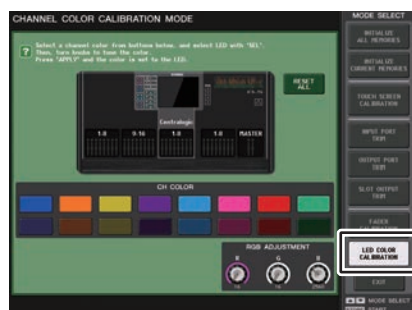 CHANNEL COLOR CALIBRATION MODE
Select a channel color from buttons below, and select LED with "SEL".
Then, turn knobs to tune the color.
Press "APPLY" and the color is set to the LED.
RESET
ALL
Centralogic
1-8
9-16
1-8
1-8
MASTER
CH COLOR
RGB ADJUSTMENT
R
G
B
MODE SELECT
INITIALIZE
ALL MEMORIES
INITIALIZE
CURRENT MEMORIES
TOUCH SCREEN
CALIBRATION
INPUT PORT
TRIM
OUTPUT PORT
TRIM
SLOT OUTPUT
TRIM
FADER
CALIBRATION
LED COLOR
CALIBRATION
EXIT
MODE SELECT
START